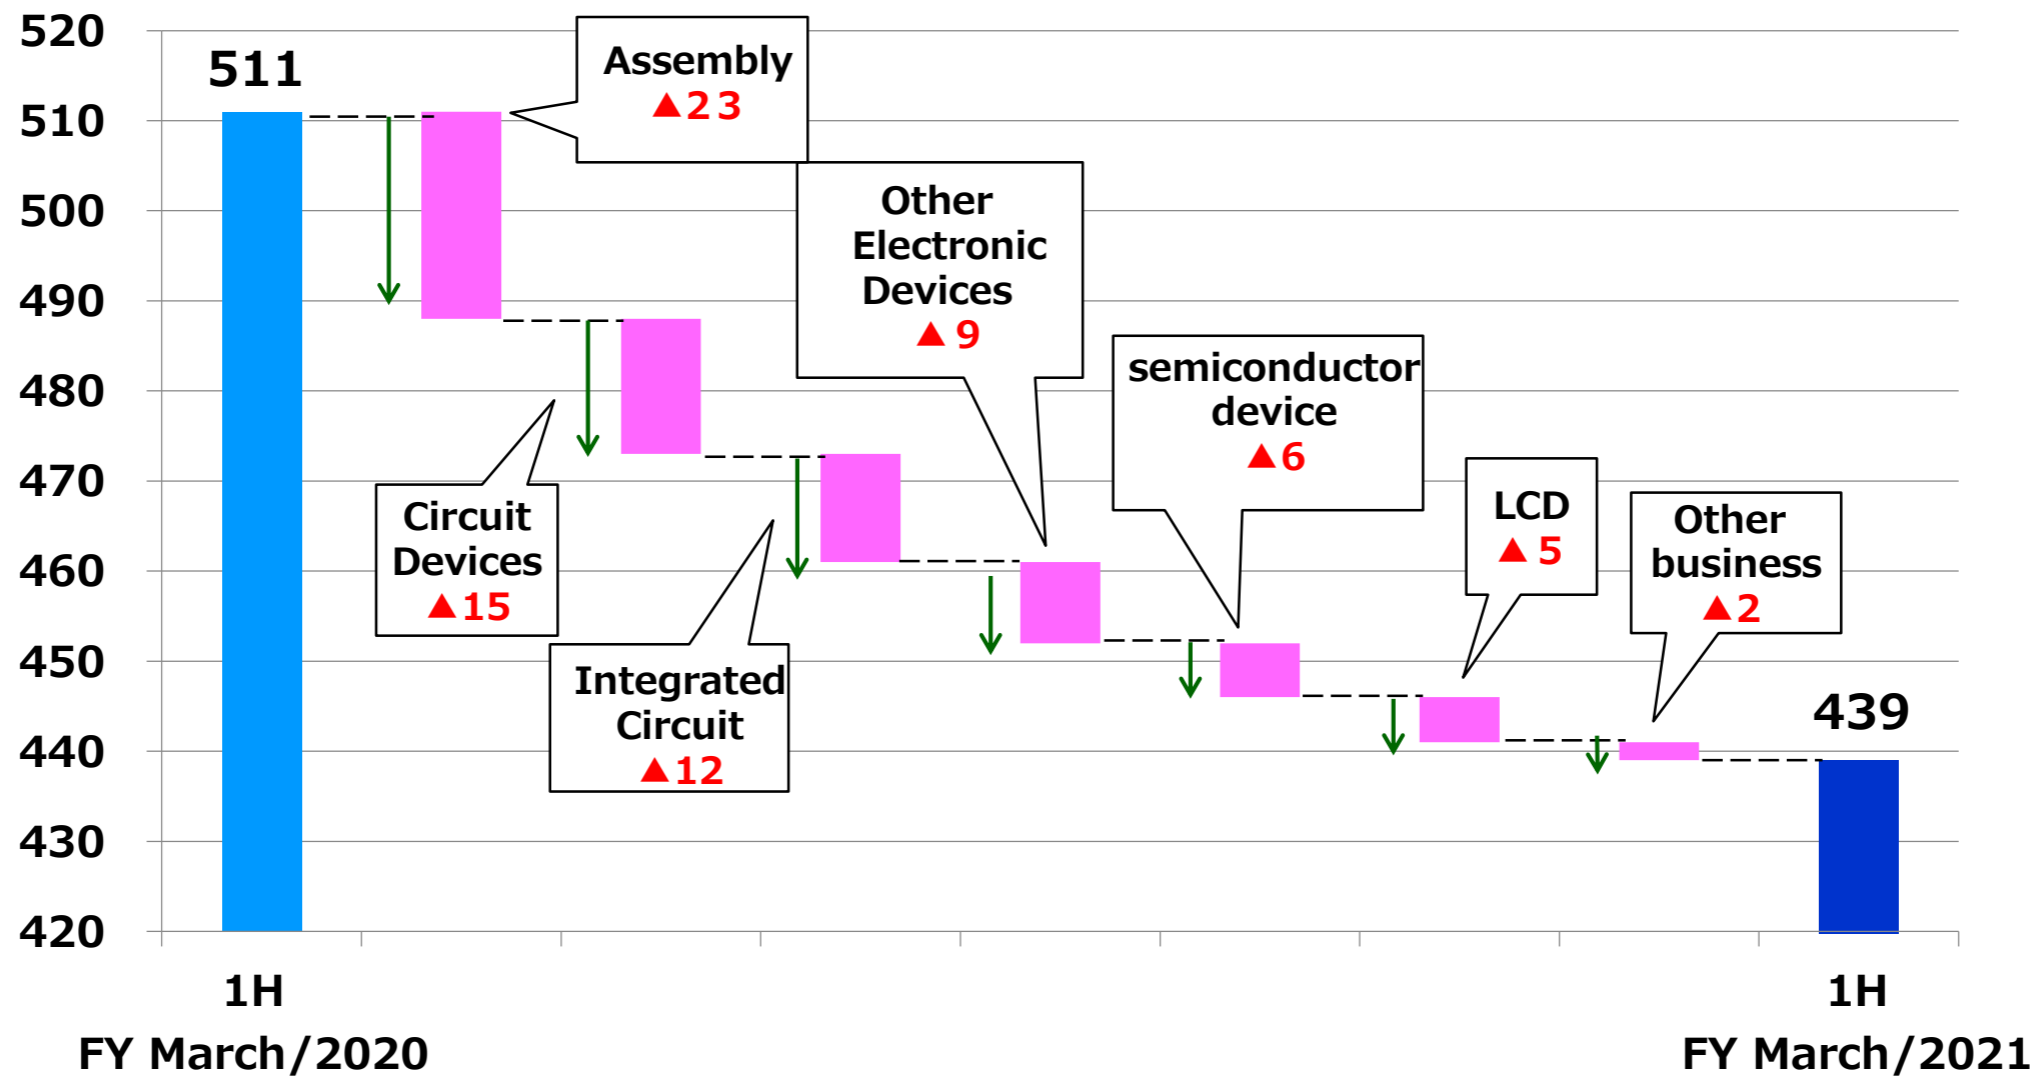 520
510
500
490
480
470
460
450
440
430
420
511
Assembly
▲23
Circuit
Devices
▲15
Integrated
Circuit
▲12
Other
Electronic
Devices
▲9
semiconductor
device
▲6
LCD
▲5
Other
business
▲2
439
1H
FY March/2020
1H
FY March/2021